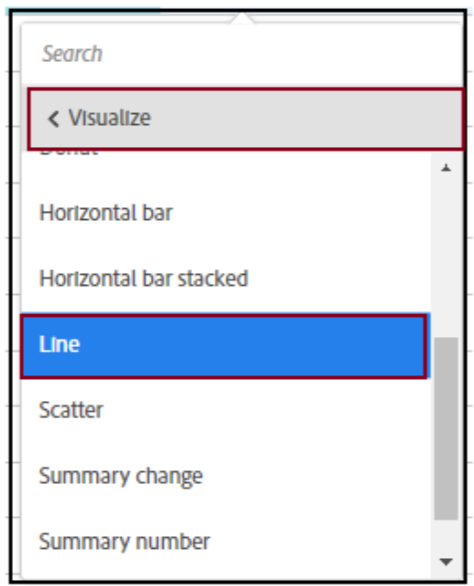 Search
Visualize
Donut
Horizontal bar
Horizontal bar stacked
Line
Scatter
Summary change
Summary number